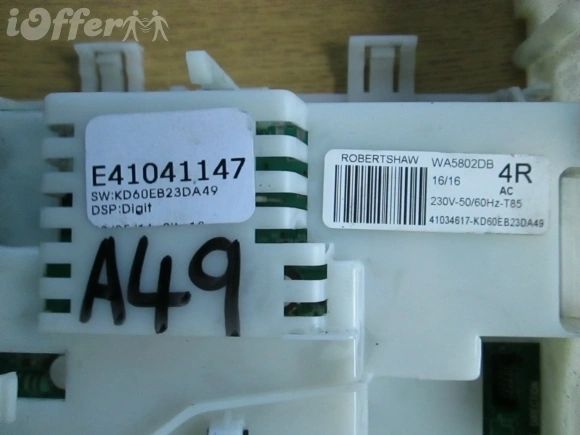 iOffer
E41041147
SW:KD60EB23DA49
DSP:Digit
A49
ROBERTSHAW WA5802DB
16/16
4R
AC
230V-50/60Hz-T85
41034617-KD60EB23DA49